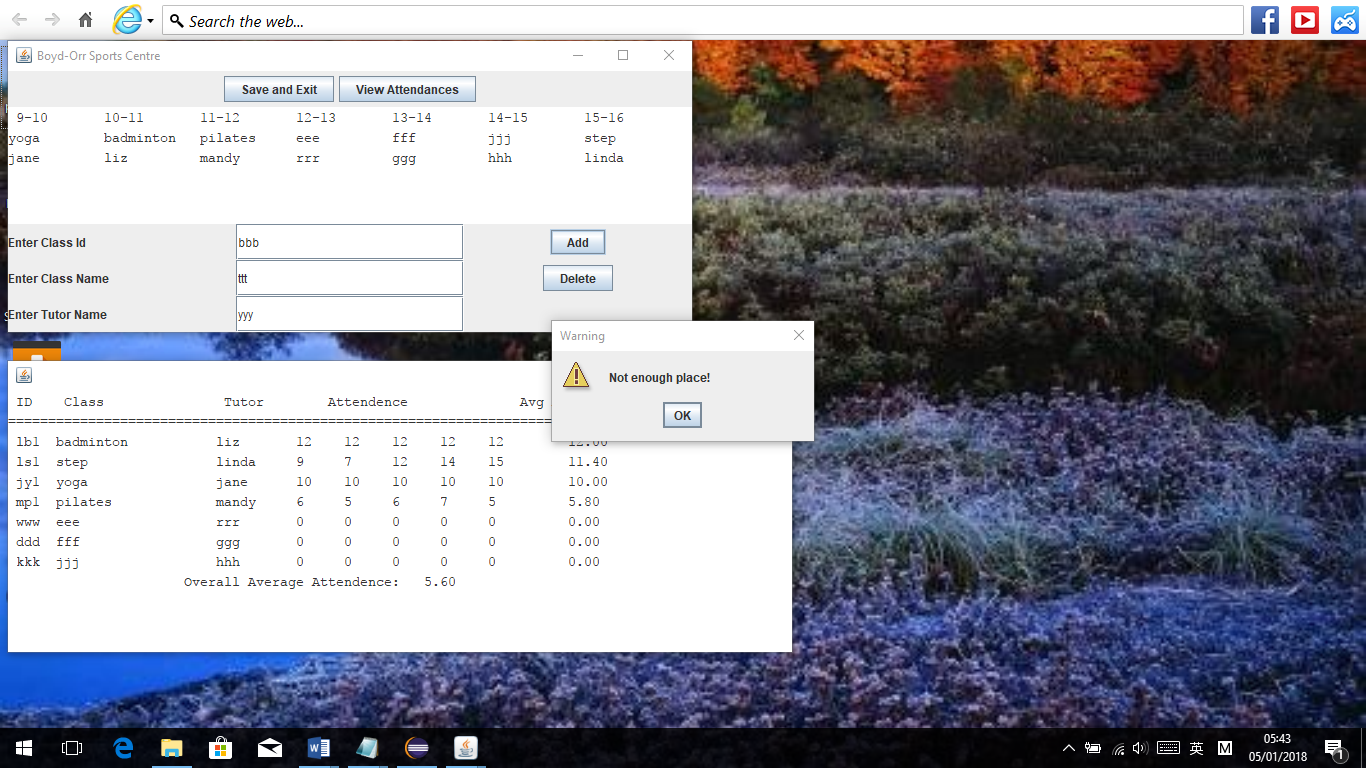 Search the web...
Boyd-Orr Sports Centre
Save and Exit View Attendances
9-10 10-11 11-12 12-13 13-14 14-15 15-16
yoga badminton pilates eee fff jjj step
jane liz mandy rrr ggg hhh linda
Enter Class Id bbb Add
Enter Class Name ttt Delete
Enter Tutor Name yyy
Warning
Not enough place!
OK
ID Class Tutor Attendence Avg
==================================================================
lb1 badminton liz 12 12 12 12 12 12.00
ls1 step linda 9 7 12 14 15 11.40
jy1 yoga jane 10 10 10 10 10 10.00
mp1 pilates mandy 6 5 6 7 5 5.80
www eee rrr 0 0 0 0 0 0.00
ddd fff ggg 0 0 0 0 0 0.00
kkk jjj hhh 0 0 0 0 0 0.00
Overall Average Attendence: 5.60
英 M
05:43
05/01/2018
1